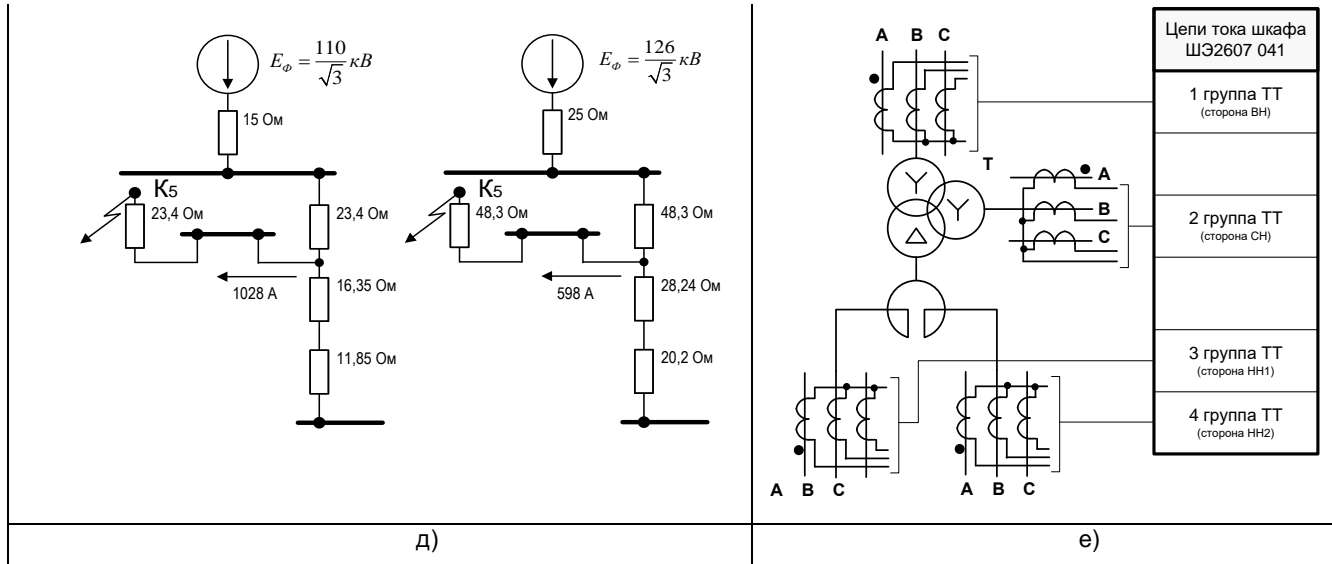 E_Ф = 110/√3 кВ
15 Ом
К5
23,4 Ом
23,4 Ом
1028 А
16,35 Ом
11,85 Ом
E_Ф = 126/√3 кВ
25 Ом
К5
48,3 Ом
48,3 Ом
598 А
28,24 Ом
20,2 Ом
д)
А В С
Т
А
В
С
А В С
А В С
Цепи тока шкафа
ШЭ2607 041
1 группа ТТ
(сторона ВН)
2 группа ТТ
(сторона СН)
3 группа ТТ
(сторона НН1)
4 группа ТТ
(сторона НН2)
е)